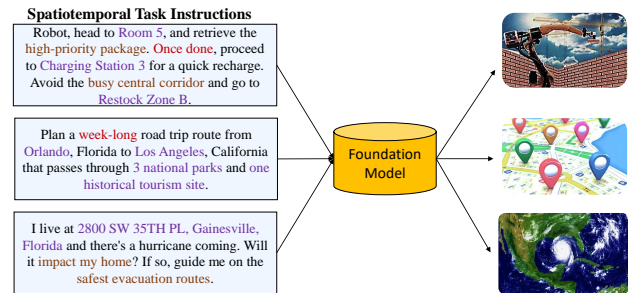 Spatiotemporal Task Instructions
Robot, head to Room 5, and retrieve the
high-priority package. Once done, proceed
to Charging Station 3 for a quick recharge.
Avoid the busy central corridor and go to
Restock Zone B.
Plan a week-long road trip route from
Orlando, Florida to Los Angeles, California
that passes through 3 national parks and one
historical tourism site.
I live at 2800 SW 35TH PL, Gainesville,
Florida and there's a hurricane coming. Will
it impact my home? If so, guide me on the
safest evacuation routes.
Foundation
Model